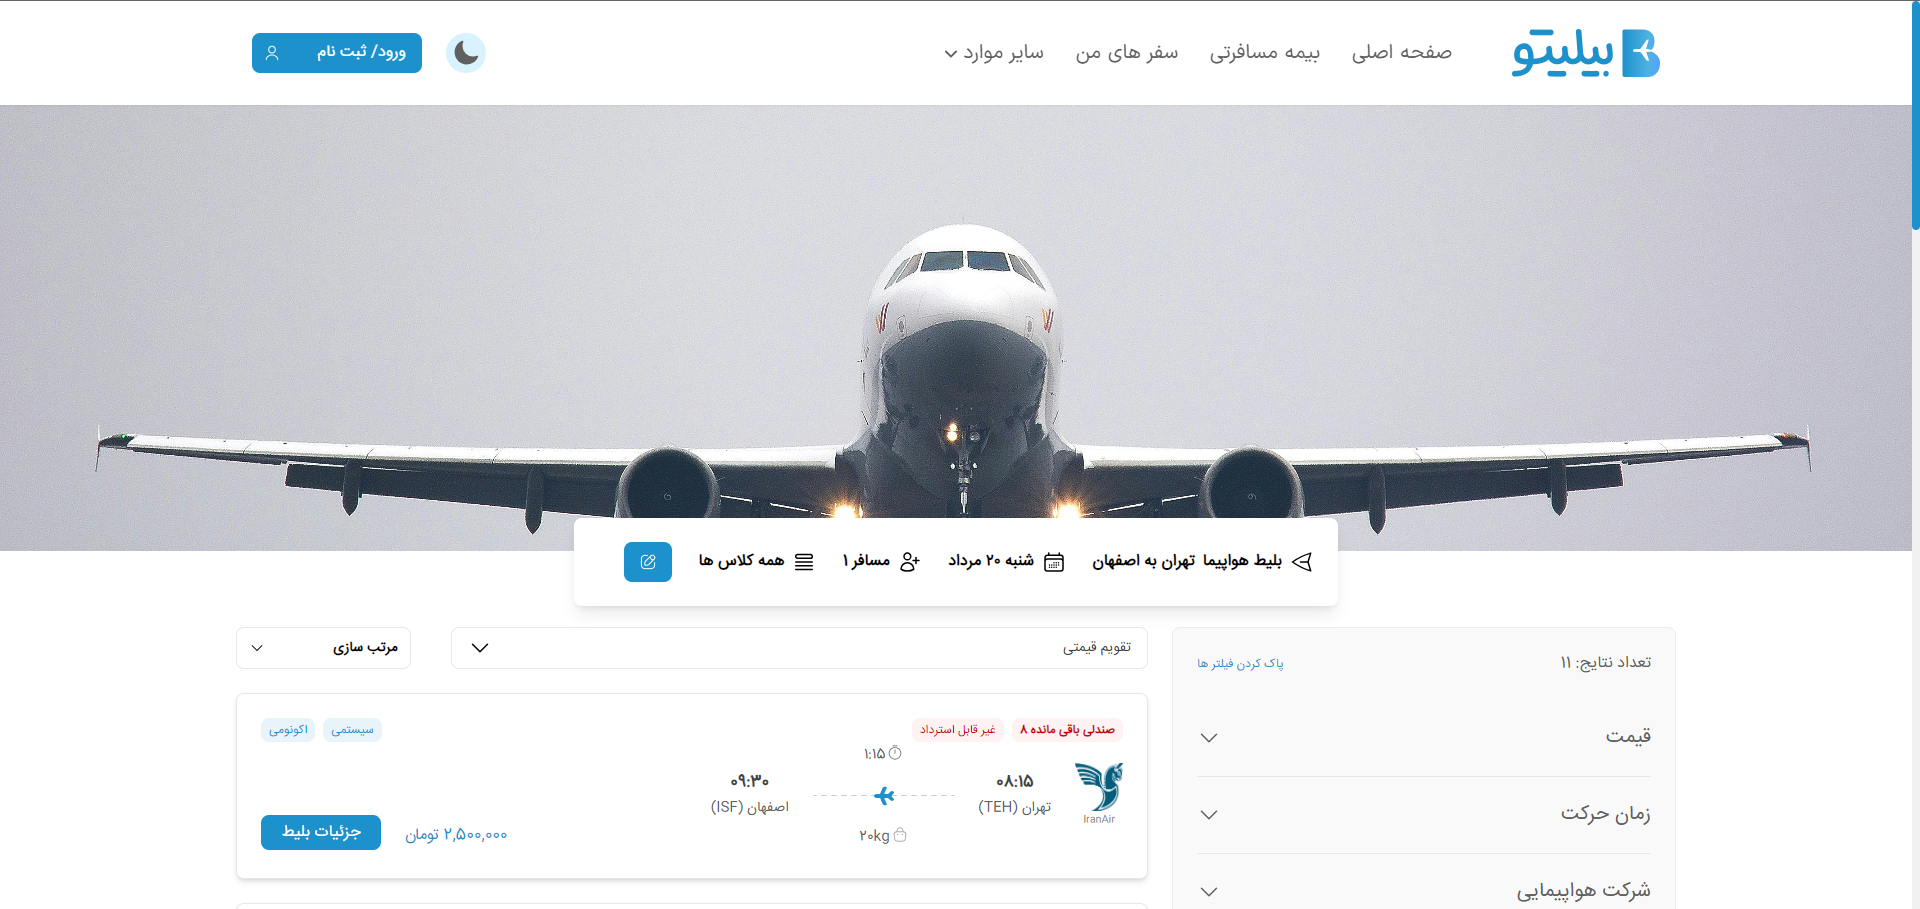 بیلیتو
صفحه اصلی
بیمه مسافرتی
سفر های من
سایر موارد
ورود/ ثبت نام
بلیط هواپیما تهران به اصفهان
شنبه ۲۰ مرداد
۱ مسافر
همه کلاس ها
تعداد نتایج: ۱۱
پاک کردن فیلتر ها
قیمت
زمان حرکت
شرکت هواپیمایی
تقویم قیمتی
مرتب سازی
صندلی باقی مانده ۸
غیر قابل استرداد
سیستمی
اکونومی
IranAir
۰۸:۱۵
تهران (TEH)
۱:۱۵
۲۰kg
۰۹:۳۰
اصفهان (ISF)
۲,۵۰۰,۰۰۰ تومان
جزئیات بلیط